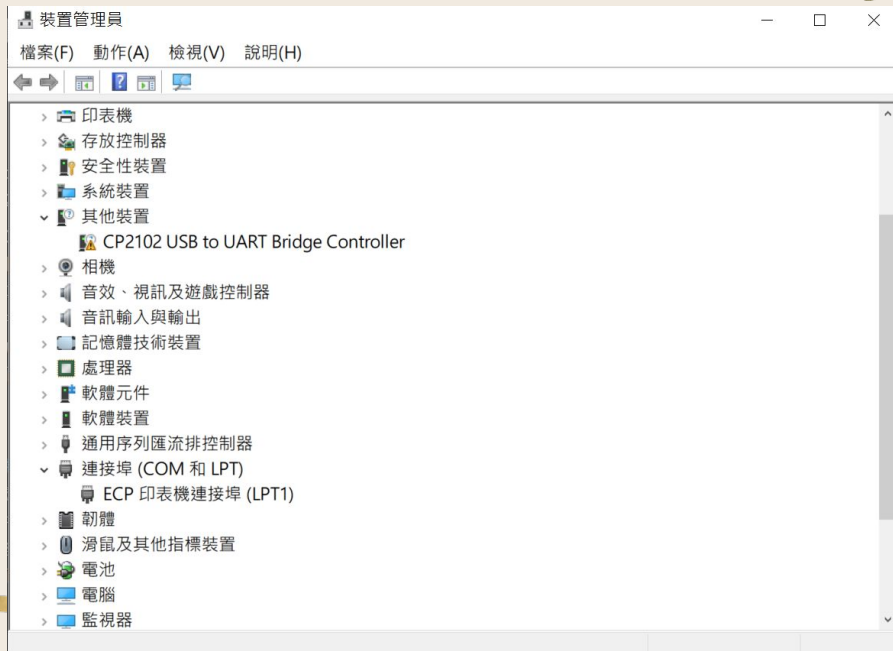 裝置管理員
檔案(F) 動作(A) 檢視(V) 說明(H)
印表機
存放控制器
安全性裝置
系統裝置
其他裝置
CP2102 USB to UART Bridge Controller
相機
音效、視訊及遊戲控制器
音訊輸入與輸出
記憶體技術裝置
處理器
軟體元件
軟體裝置
通用序列匯流排控制器
連接埠 (COM 和 LPT)
ECP 印表機連接埠 (LPT1)
韌體
滑鼠及其他指標裝置
電池
電腦
監視器